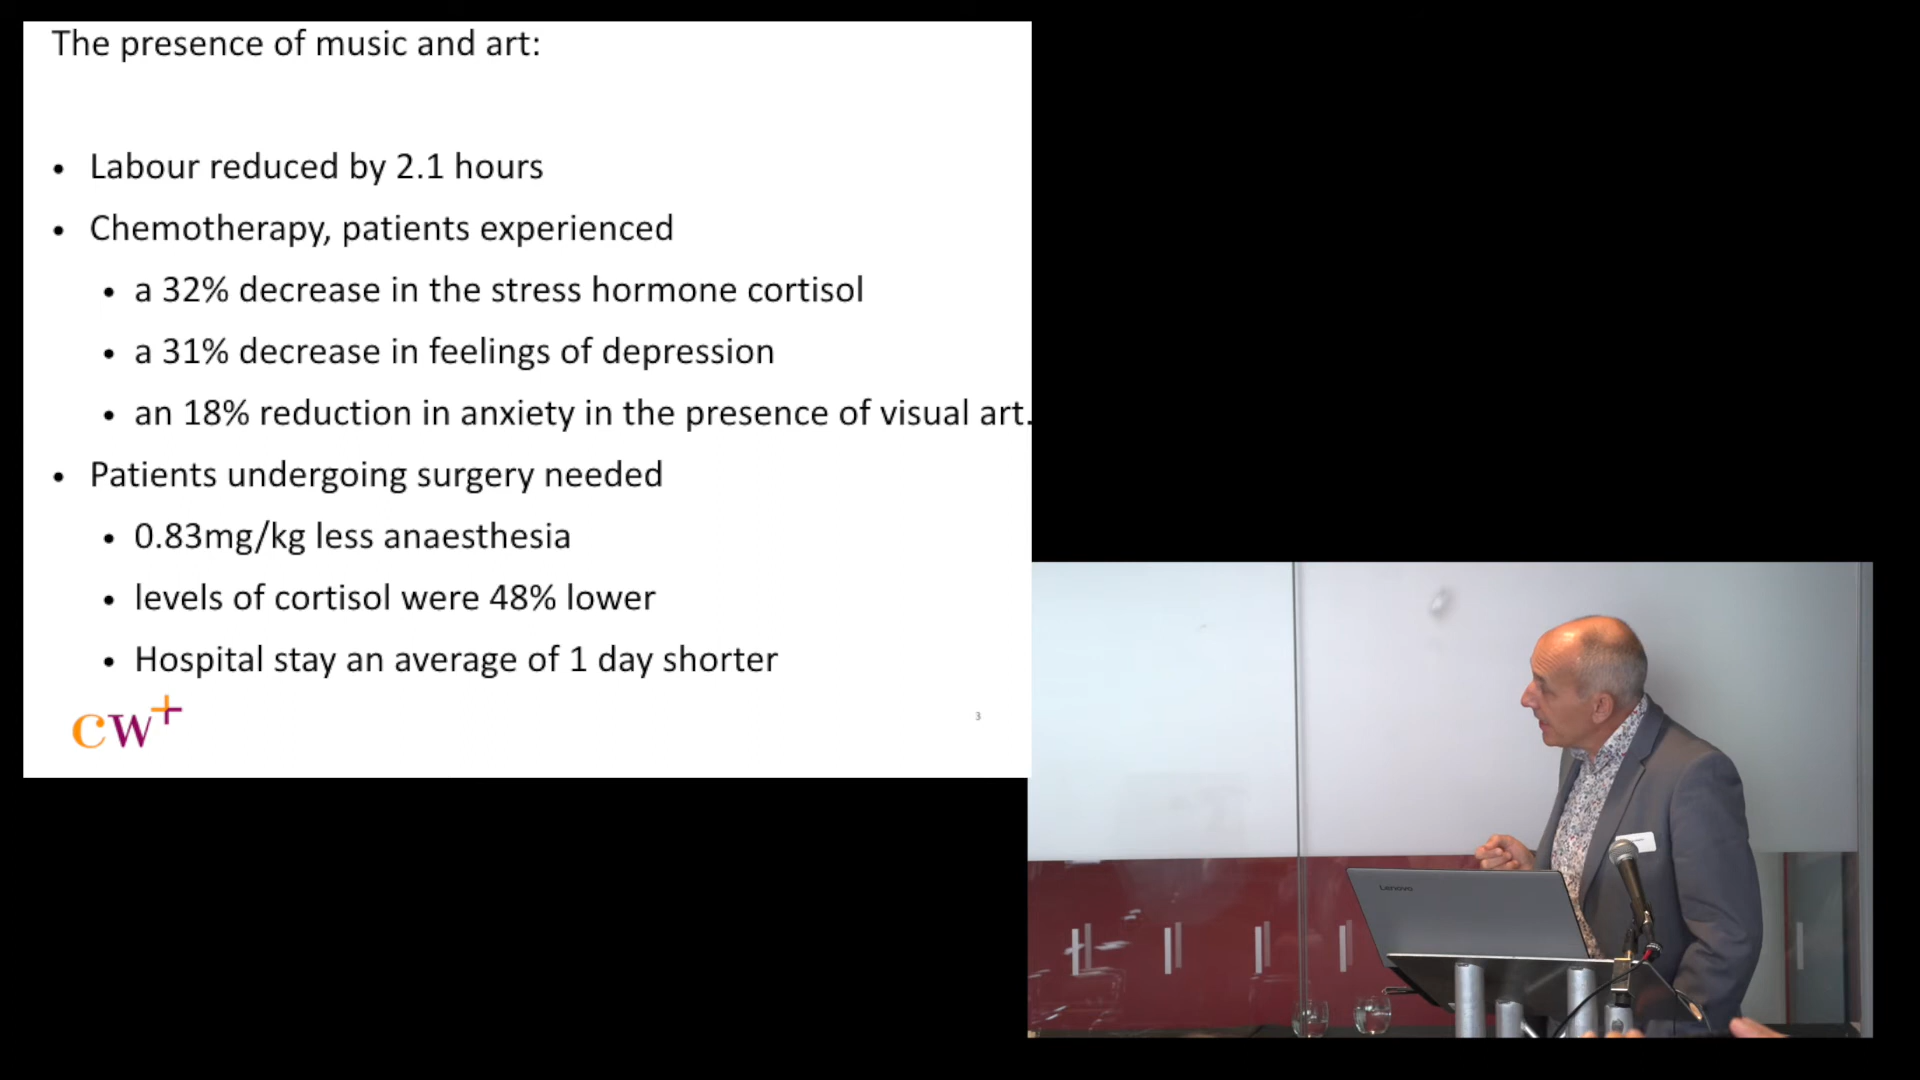 The presence of music and art:
• Labour reduced by 2.1 hours
• Chemotherapy, patients experienced
• a 32% decrease in the stress hormone cortisol
• a 31% decrease in feelings of depression
• an 18% reduction in anxiety in the presence of visual art.
• Patients undergoing surgery needed
• 0.83mg/kg less anaesthesia
• levels of cortisol were 48% lower
• Hospital stay an average of 1 day shorter
cw+
3
Lenovo